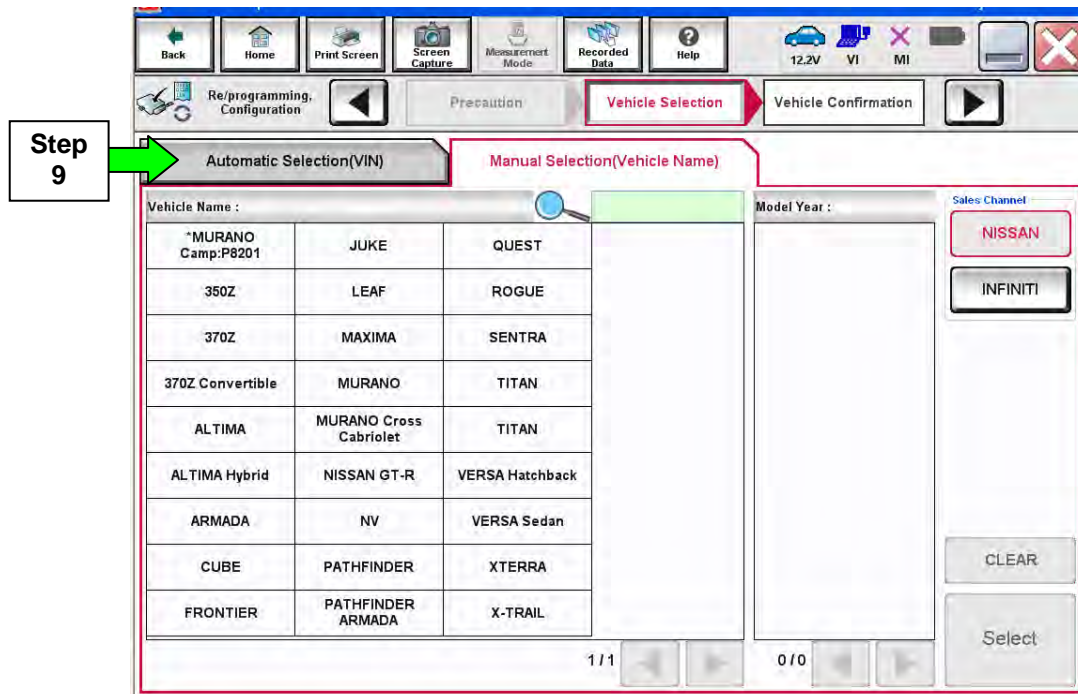 Back
Home
Print Screen
Screen
Capture
Measurement
Mode
Recorded
Data
Help
12.2V
VI
MI
Re/programming,
Configuration
Precaution
Vehicle Selection
Vehicle Confirmation
Step
9
Automatic Selection(VIN)
Manual Selection(Vehicle Name)
Vehicle Name :
Model Year :
Sales Channel
*MURANO
Camp:P8201
JUKE
QUEST
NISSAN
350Z
LEAF
ROGUE
INFINITI
370Z
MAXIMA
SENTRA
370Z Convertible
MURANO
TITAN
ALTIMA
MURANO Cross
Cabriolet
TITAN
ALTIMA Hybrid
NISSAN GT-R
VERSA Hatchback
ARMADA
NV
VERSA Sedan
CUBE
PATHFINDER
XTERRA
CLEAR
FRONTIER
PATHFINDER
ARMADA
X-TRAIL
Select
1/1
0/0